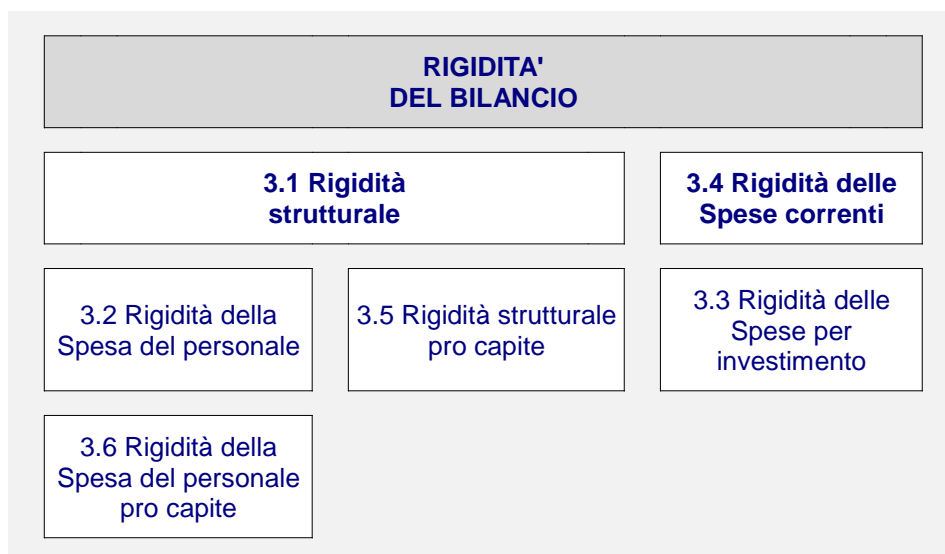 RIGIDITA'
DEL BILANCIO
3.1 Rigidità
strutturale
3.4 Rigidità delle
Spese correnti
3.2 Rigidità della
Spesa del personale
3.5 Rigidità strutturale
pro capite
3.3 Rigidità delle
Spese per
investimento
3.6 Rigidità della
Spesa del personale
pro capite